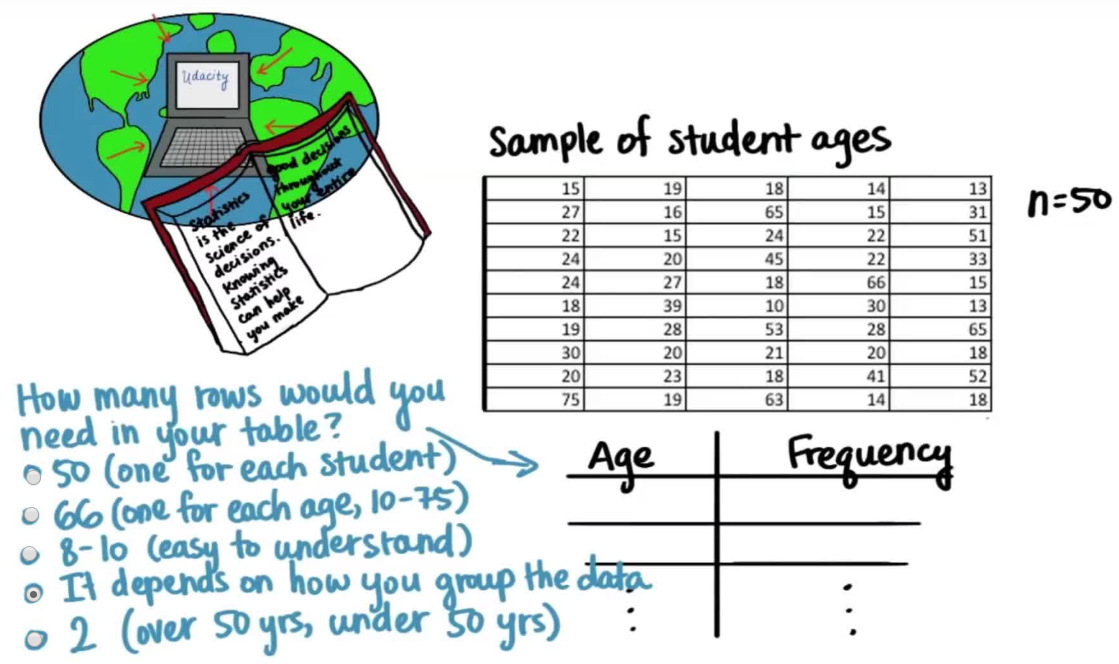 Udacity
Statistics
is the
science of
decisions.
Knowing
statistics
can help
you make
good decisions
throughout
your entire
life.
Sample of student ages
n=50
15 19 18 14 13
27 16 65 15 31
22 15 24 22 51
24 20 45 22 33
24 27 18 66 15
18 39 10 30 13
19 28 53 28 65
30 20 21 20 18
20 23 18 41 52
75 19 63 14 18
How many rows would you
need in your table?
50 (one for each student)
66 (one for each age, 10-75)
8-10 (easy to understand)
It depends on how you group the data
2 (over 50 yrs, under 50 yrs)
Age Frequency